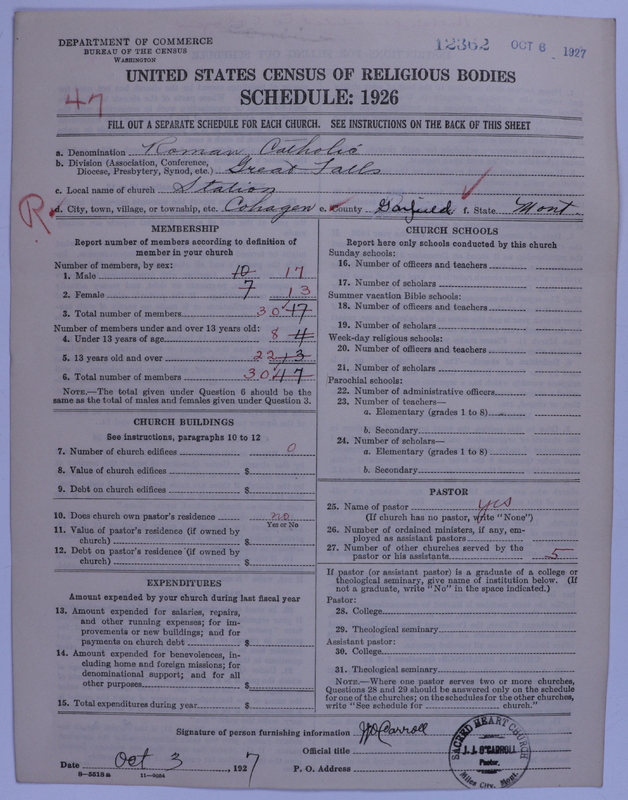 DEPARTMENT OF COMMERCE
BUREAU OF THE CENSUS
WASHINGTON
12362 OCT 6 1927
UNITED STATES CENSUS OF RELIGIOUS BODIES
47
SCHEDULE: 1926
FILL OUT A SEPARATE SCHEDULE FOR EACH CHURCH. SEE INSTRUCTIONS ON THE BACK OF THIS SHEET
a. Denomination Roman Catholic
b. Division (Association, Conference,
Diocese, Presbytery, Synod, etc.) Great Falls
c. Local name of church Station
R
d. City, town, village, or township, etc. Cohagen e. County Garfield f. State Mont
MEMBERSHIP
Report number of members according to definition of
member in your church
Number of members, by sex:
1. Male 10 17
2. Female 7 13
3. Total number of members 30 17
Number of members under and over 13 years old:
4. Under 13 years of age 8 4
5. 13 years old and over 22 13
6. Total number of members 30 17
NOTE.—The total given under Question 6 should be
same as the total of males and females given under Question 3.
CHURCH BUILDINGS
See instructions, paragraphs 10 to 12
7. Number of church edifices 0
8. Value of church edifices $
9. Debt on church edifices $
10. Does church own pastor's residence no
Yes or No
11. Value of pastor's residence (if owned by
church) $
12. Debt on pastor's residence (if owned by
church) $
EXPENDITURES
Amount expended by your church during last fiscal year
13. Amount expended for salaries, repairs,
and other running expenses; for im-
provements or new buildings; and for
payments on church debt $
14. Amount expended for benevolences, in-
cluding home and foreign missions; for
denominational support; and for all
other purposes $
15. Total expenditures during year $
CHURCH SCHOOLS
Report here only schools conducted by this church
Sunday schools:
16. Number of officers and teachers
17. Number of scholars
Summer vacation Bible schools:
18. Number of officers and teachers
19. Number of scholars
Week-day religious schools:
20. Number of officers and teachers
21. Number of scholars
Parochial schools:
22. Number of administrative officers
23. Number of teachers—
a. Elementary (grades 1 to 8)
b. Secondary
24. Number of scholars—
a. Elementary (grades 1 to 8)
b. Secondary
PASTOR
25. Name of pastor yes
(If church has no pastor, write "None")
26. Number of ordained ministers, if any, em-
ployed as assistant pastors
27. Number of other churches served by the
pastor or his assistants 5
If pastor (or assistant pastor) is a graduate of a college or
theological seminary, give name of institution below. (If
not a graduate, write "No" in the space indicated.)
Pastor:
28. College
29. Theological seminary
Assistant pastor:
30. College
31. Theological seminary
NOTE.—Where one pastor serves two or more churches,
Questions 28 and 29 should be answered only on the schedule
for one of the churches; on the schedules for the other churches,
write "See schedule for church."
Signature of person furnishing information JJO'Carroll
Official title
Date Oct 3, 1927 P. O. Address
8-5518a 11-9084
SACRED HEART CHURCH
J. J. O'CARROLL
Pastor.
Miles City, Mont.